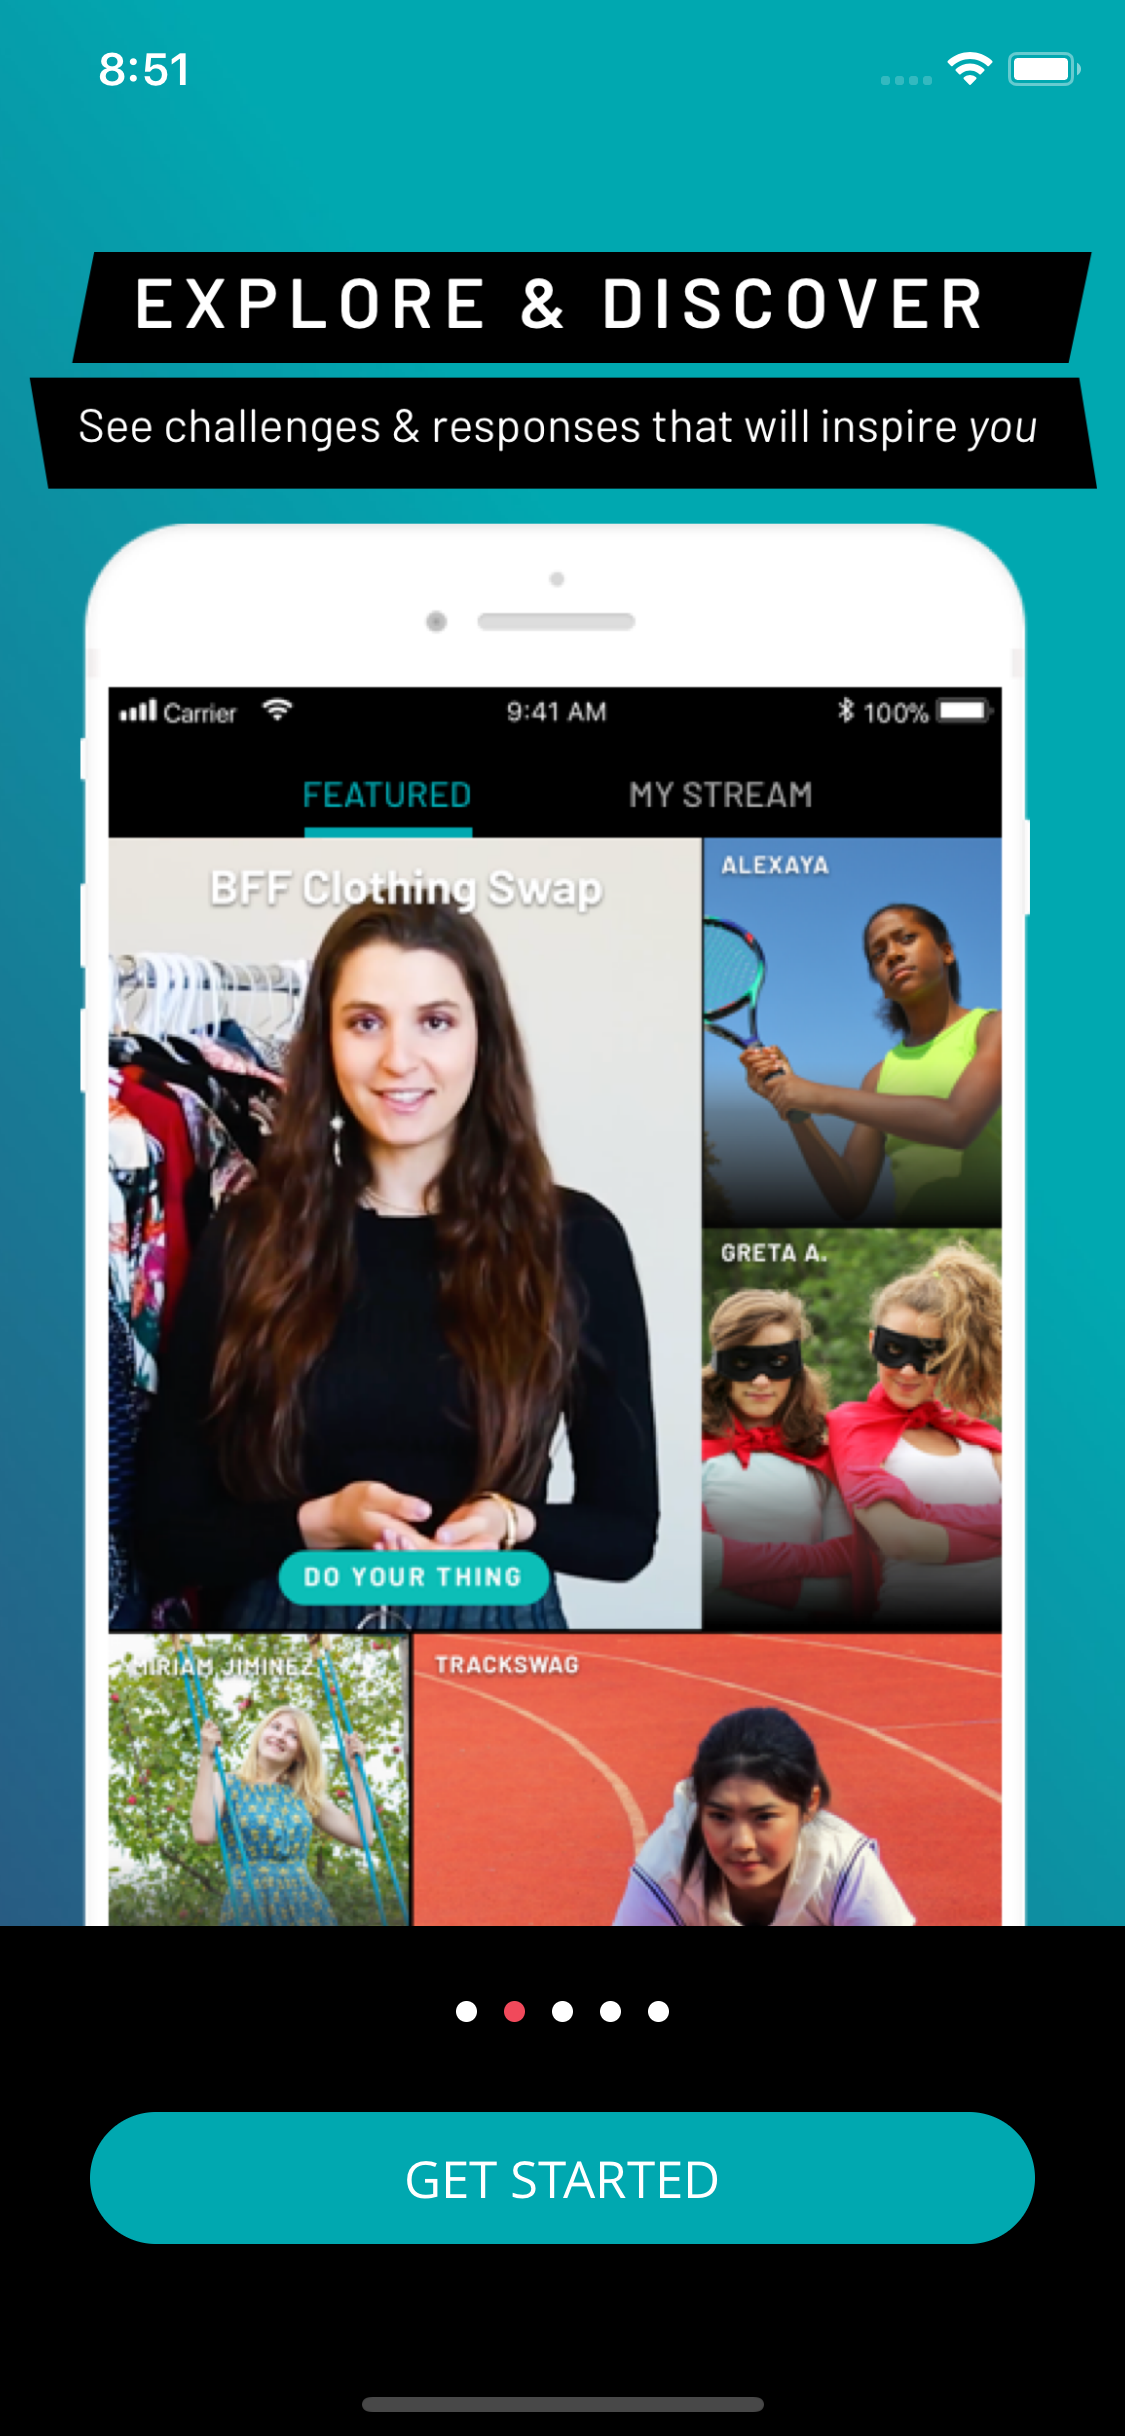 8:51
EXPLORE & DISCOVER
See challenges & responses that will inspire you
Carrier 9:41 AM 100%
FEATURED MY STREAM
BFF Clothing Swap
ALEXAYA
GRETA A.
DO YOUR THING
MIRIAM JIMINEZ
TRACKSWAG
GET STARTED